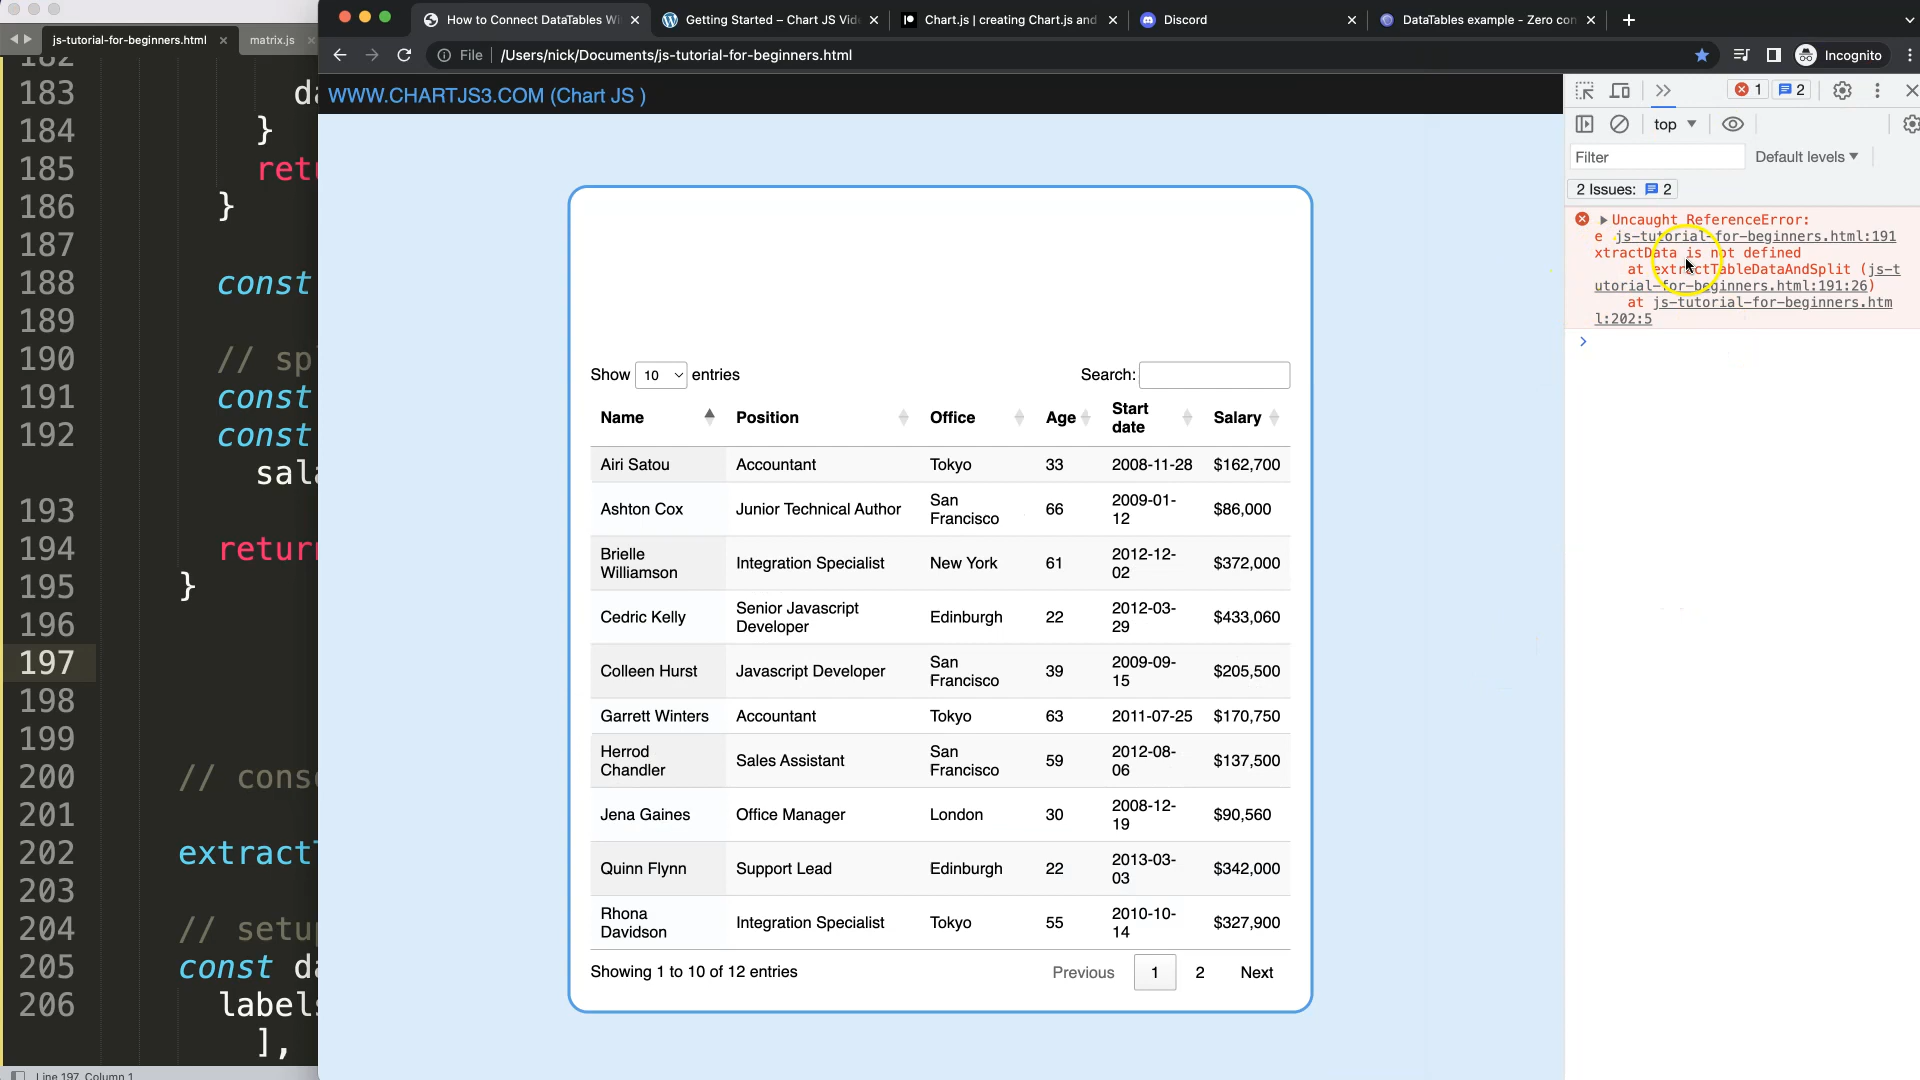 js-tutorial-for-beginners.html
matrix.js
183
184 }
185
186 }
187
188 const
189
190
191 const
192 const
193
194
195 }
196
197
198
199
200
201
202
203
204
205 const
206
],
Line 197, Column 1
How to Connect DataTables
Getting Started – Chart JS
Chart.js | creating Chart.js and
Discord
DataTables example - Zero
File /Users/nick/Documents/js-tutorial-for-beginners.html
Incognito
WWW.CHARTJS3.COM (Chart JS )
Show 10 entries
Search:
Name Position Office Age Start date Salary
Airi Satou Accountant Tokyo 33 2008-11-28 $162,700
Ashton Cox Junior Technical Author San Francisco 66 2009-01-12 $86,000
Brielle Williamson Integration Specialist New York 61 2012-12-02 $372,000
Cedric Kelly Senior Javascript Developer Edinburgh 22 2012-03-29 $433,060
Colleen Hurst Javascript Developer San Francisco 39 2009-09-15 $205,500
Garrett Winters Accountant Tokyo 63 2011-07-25 $170,750
Herrod Chandler Sales Assistant San Francisco 59 2012-08-06 $137,500
Jena Gaines Office Manager London 30 2008-12-19 $90,560
Quinn Flynn Support Lead Edinburgh 22 2013-03-03 $342,000
Rhona Davidson Integration Specialist Tokyo 55 2010-10-14 $327,900
Showing 1 to 10 of 12 entries
Previous 1 2 Next
1 2
top
Filter
Default levels
2 Issues: 2
Uncaught ReferenceError:
e js-tutorial-for-beginners.html:191
xtractData is not defined
at extractTableDataAndSplit (js-t
utorial-for-beginners.html:191:26)
at js-tutorial-for-beginners.htm
l:202:5